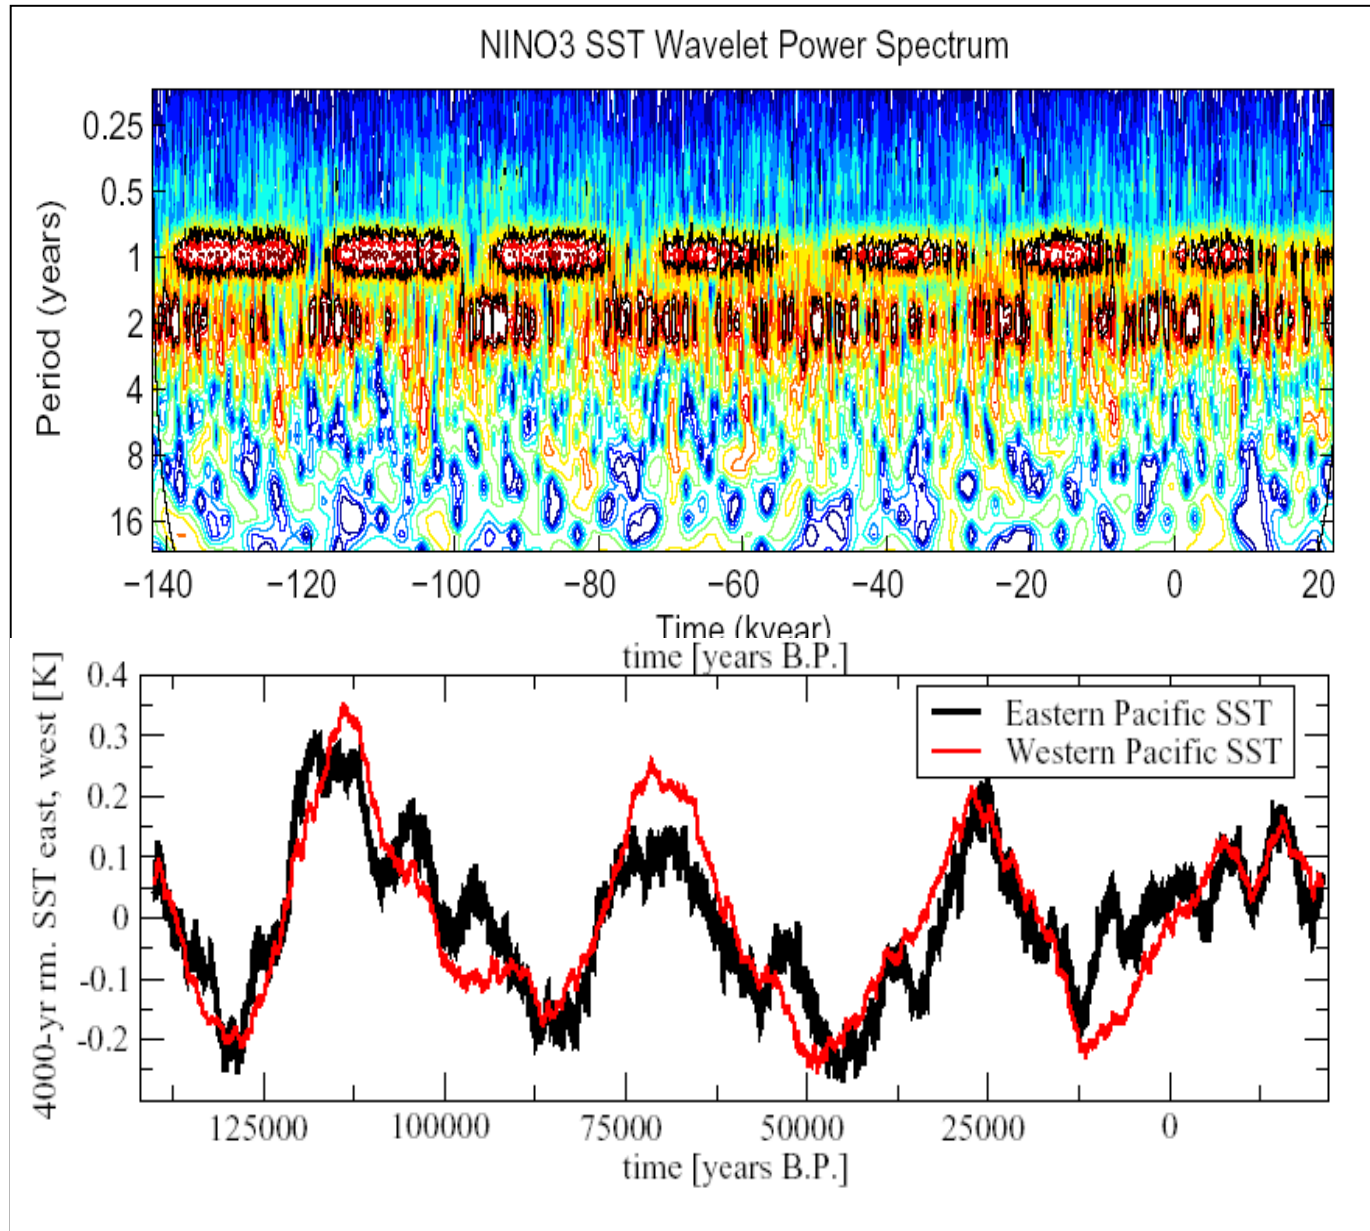 NINO3 SST Wavelet Power Spectrum
Period (years)
0.25
0.5
1
2
4
8
16
−140 −120 −100 −80 −60 −40 −20 0 20
Time (kyear)
time [years B.P.]
4000-yr rm. SST east, west [K]
0.4
0.3
0.2
0.1
0
-0.1
-0.2
Eastern Pacific SST
Western Pacific SST
125000 100000 75000 50000 25000 0
time [years B.P.]